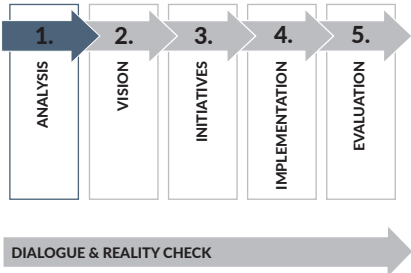 1.
2.
3.
4.
5.
ANALYSIS
VISION
INITIATIVES
IMPLEMENTATION
EVALUATION
DIALOGUE & REALITY CHECK